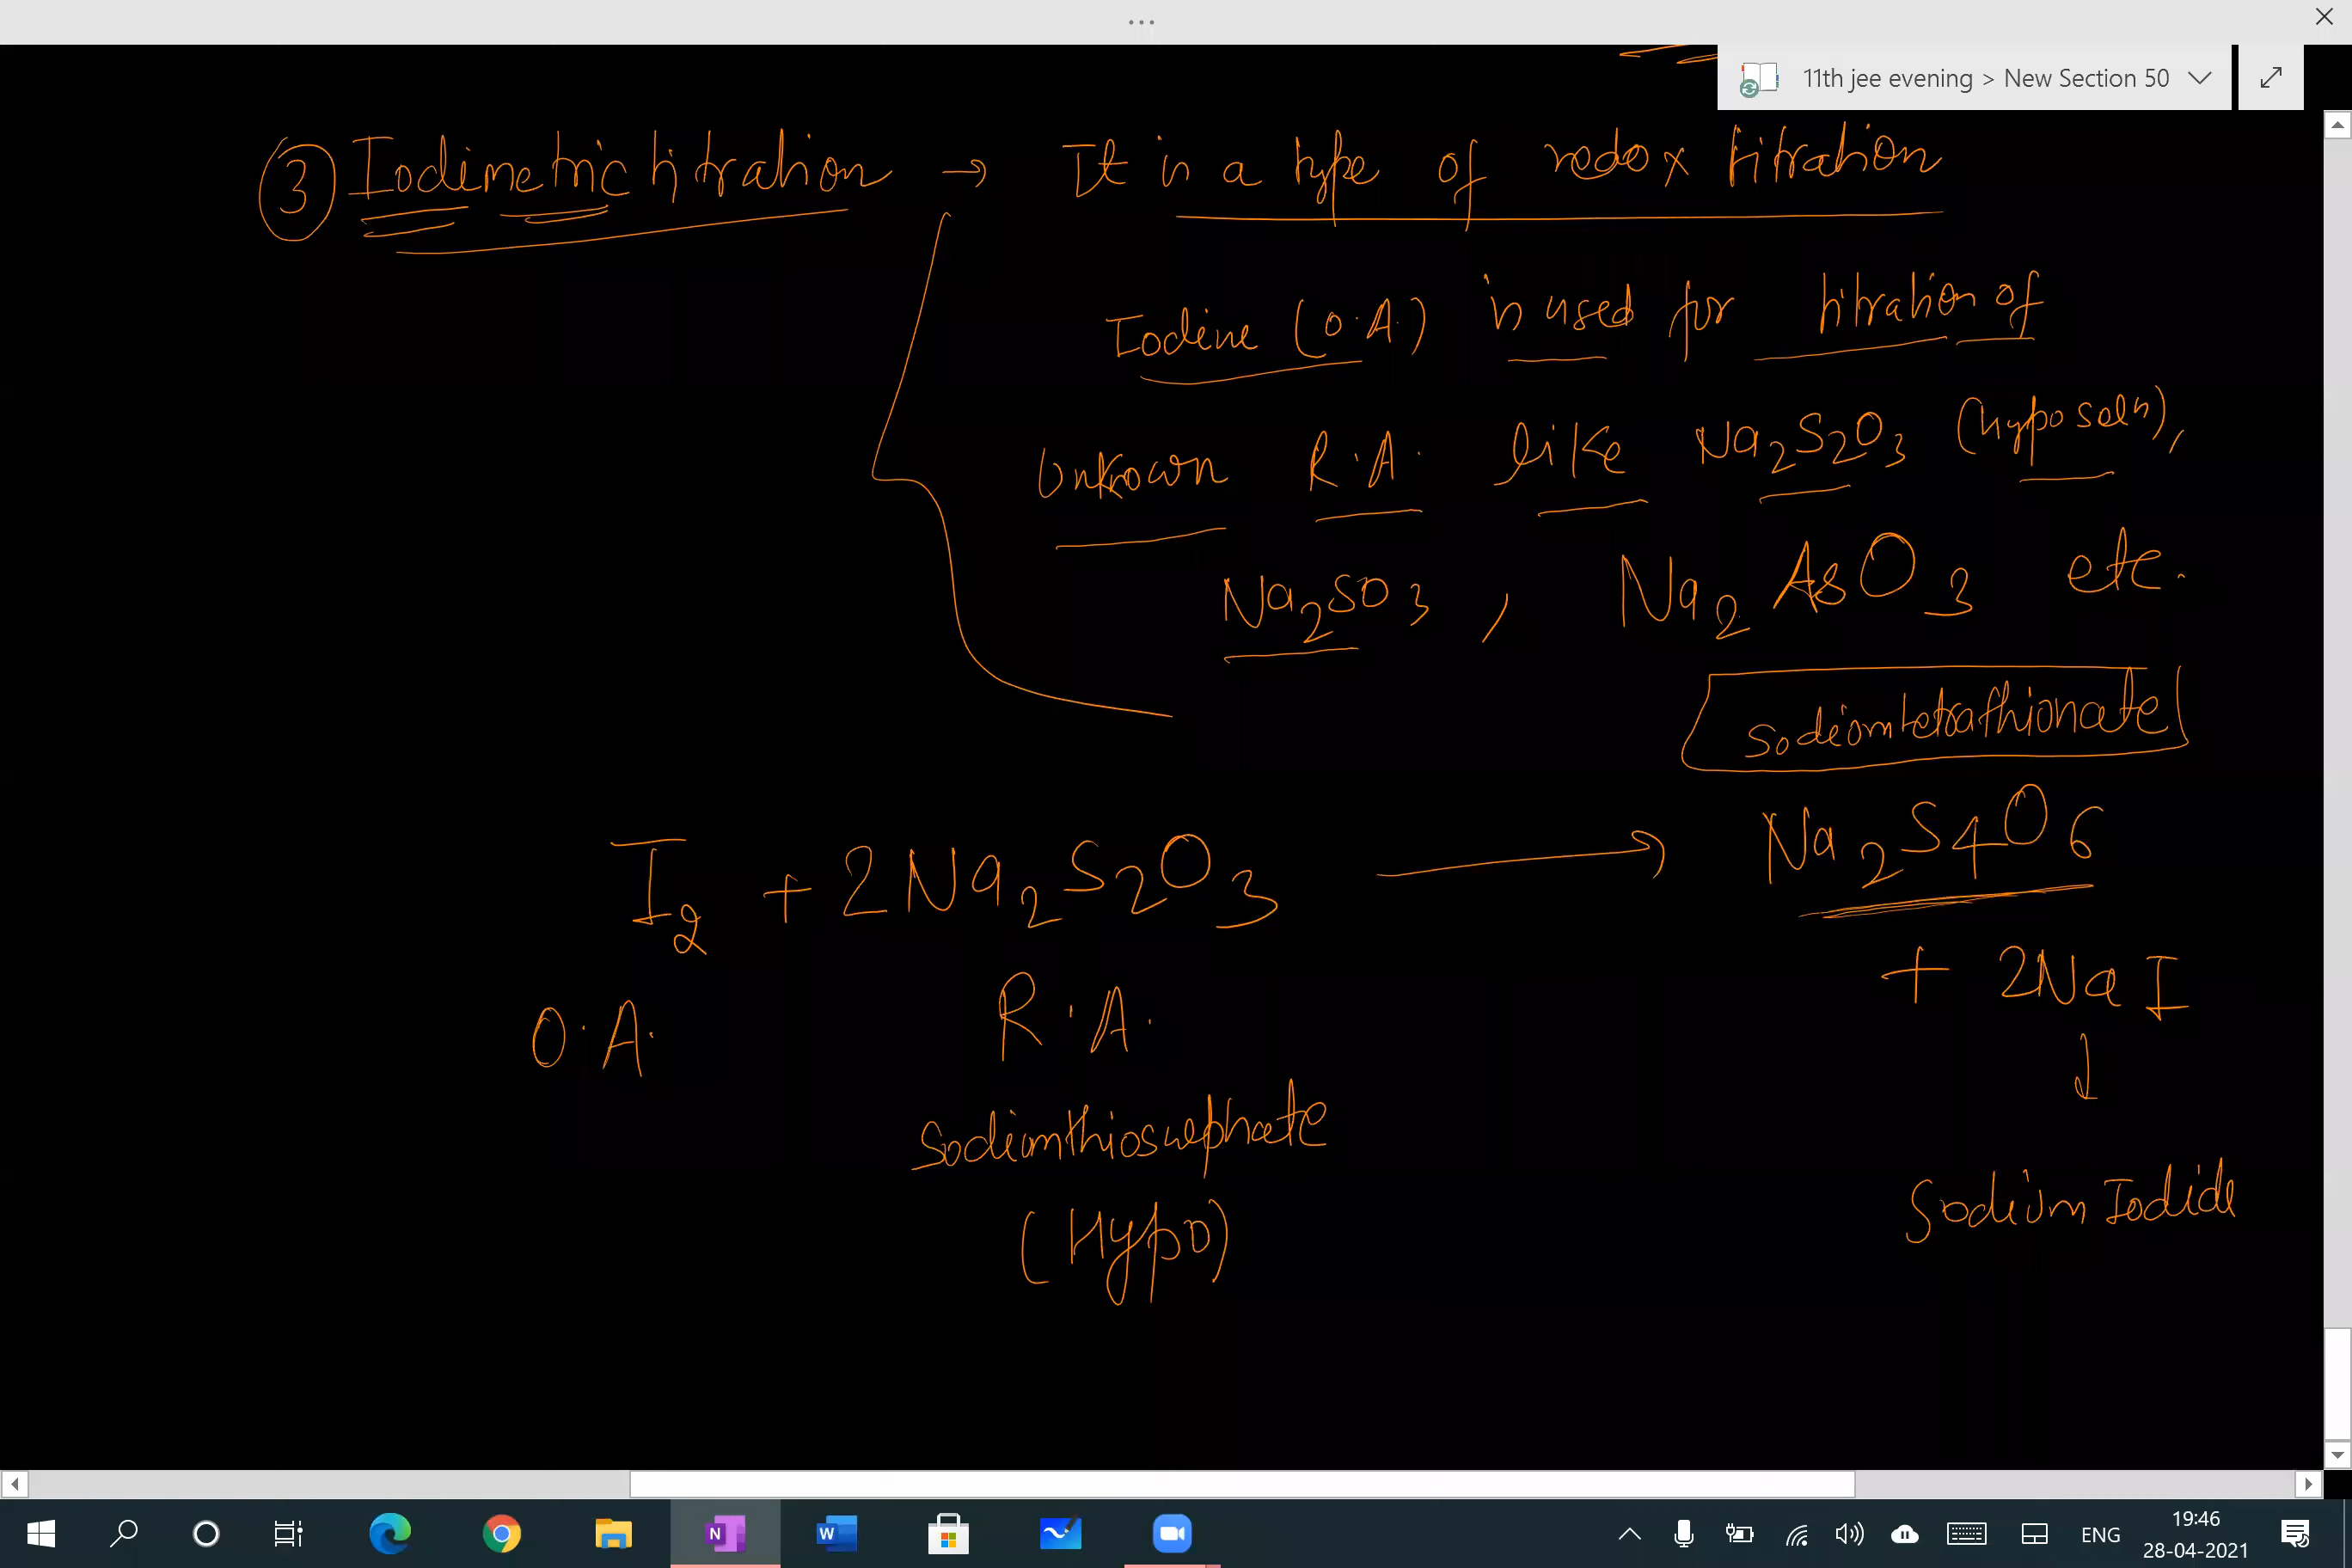 11th jee evening > New Section 50
③ Iodimetric titration → It is a type of redox titration
Iodine (O.A) is used for titration of
Unknown R.A. like Na2S2O3 (hypo soln),
Na2SO3, Na2AsO3 etc.
Sodium tetrathionate
I2 + 2Na2S2O3 → Na2S4O6
+ 2NaI
O.A. R.A.
↓
Sodium thiosulphate
Sodium Iodide
(Hypo)
ENG
19:46
28-04-2021